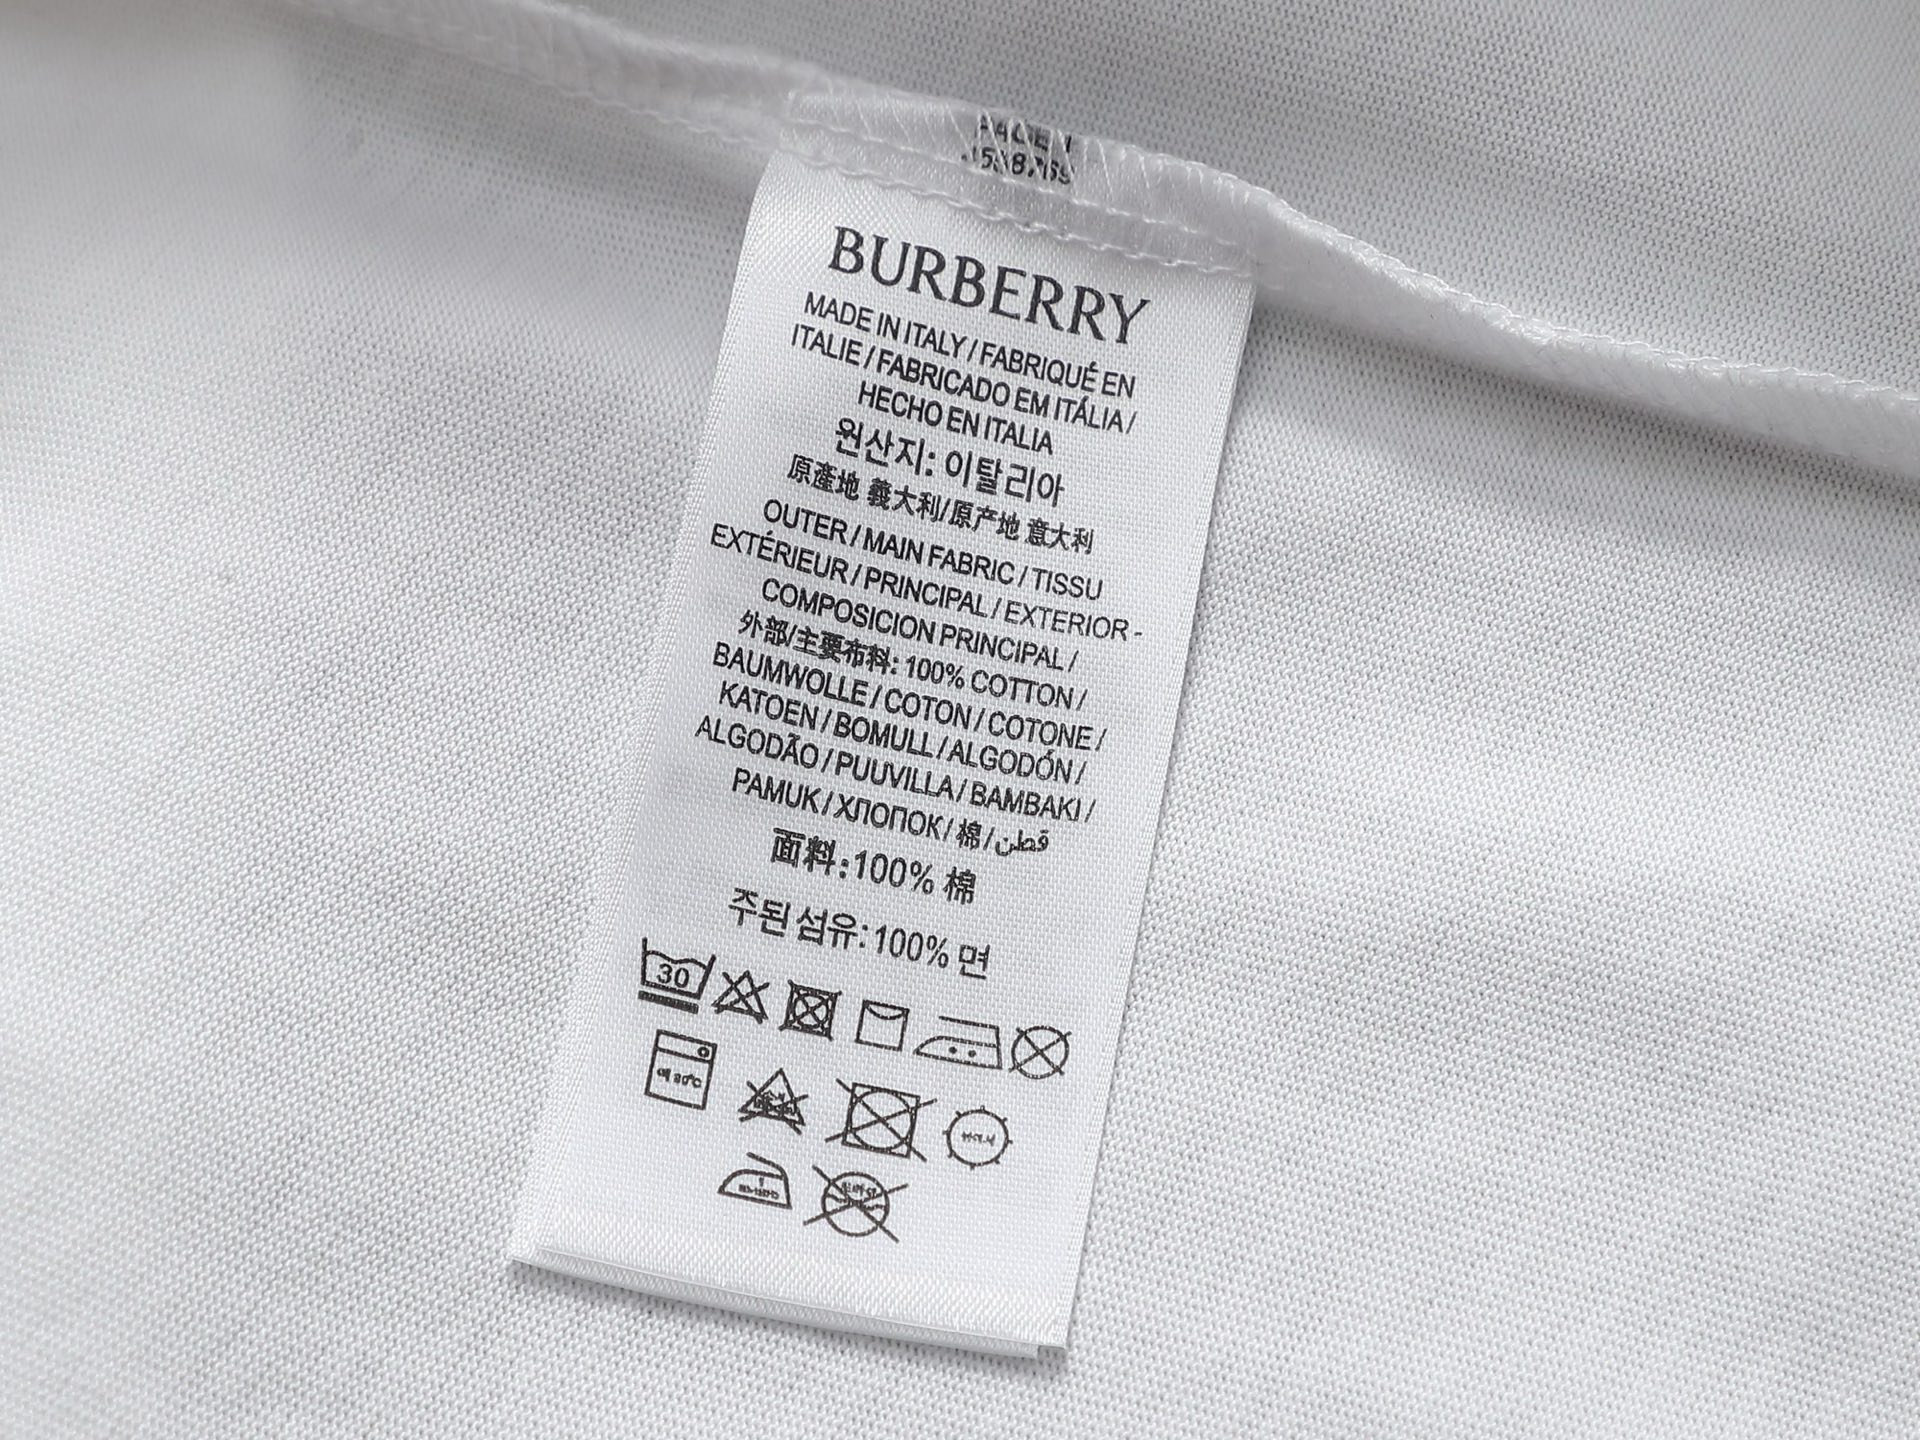 BURBERRY
MADE IN ITALY / FABRIQUÉ EN
ITALIE / FABRICADO EM ITÁLIA /
HECHO EN ITALIA
원산지: 이탈리아
原產地 義大利/原产地 意大利
OUTER / MAIN FABRIC / TISSU
EXTÉRIEUR / PRINCIPAL / EXTERIOR -
COMPOSICION PRINCIPAL /
外部/主要布料: 100% COTTON /
BAUMWOLLE / COTON / COTONE /
KATOEN / BOMULL / ALGODÓN /
ALGODÃO / PUUVILLA / BAMBAKI /
PAMUK / ХЛОПОК / 棉 / قطن
面料:100% 棉
주된 섬유:100% 면
30